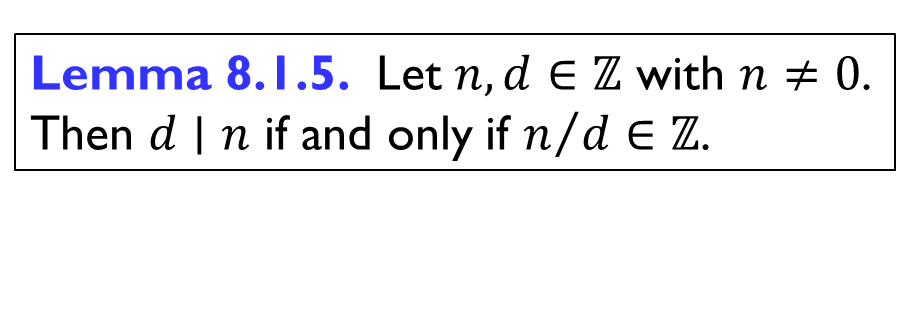 Lemma 8.1.5. Let n, d ∈ ℤ with n ≠ 0.
Then d ∣ n if and only if n/d ∈ ℤ.